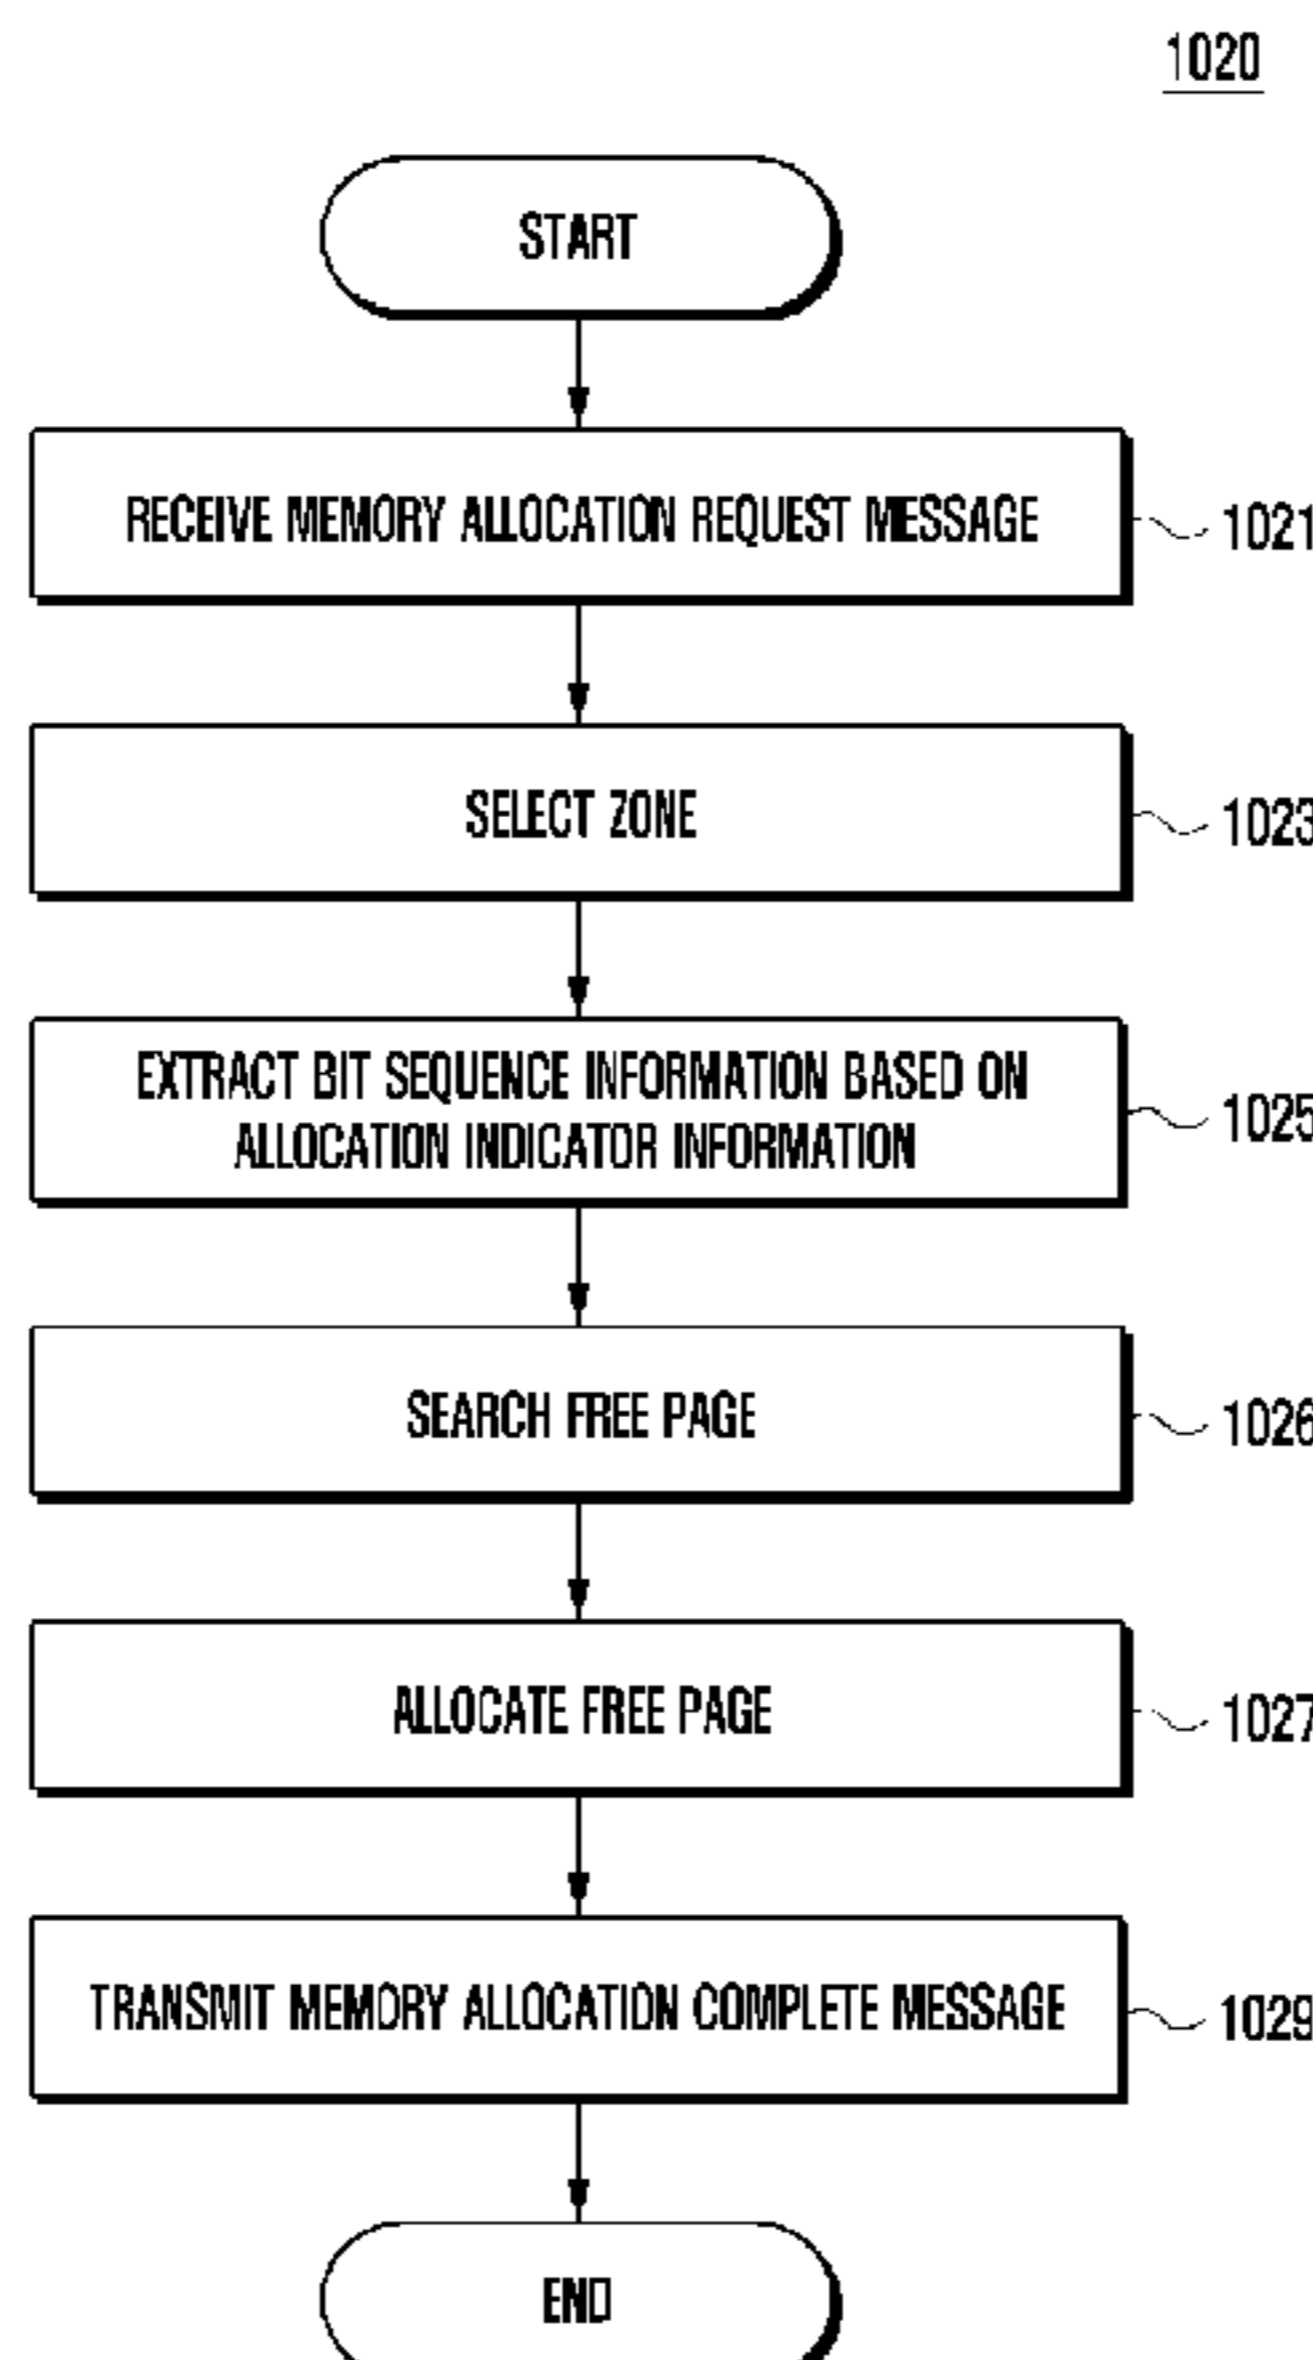 1020
START
RECEIVE MEMORY ALLOCATION REQUEST MESSAGE
1021
SELECT ZONE
1023
EXTRACT BIT SEQUENCE INFORMATION BASED ON
ALLOCATION INDICATOR INFORMATION
1025
SEARCH FREE PAGE
1026
ALLOCATE FREE PAGE
1027
TRANSMIT MEMORY ALLOCATION COMPLETE MESSAGE
1029
END